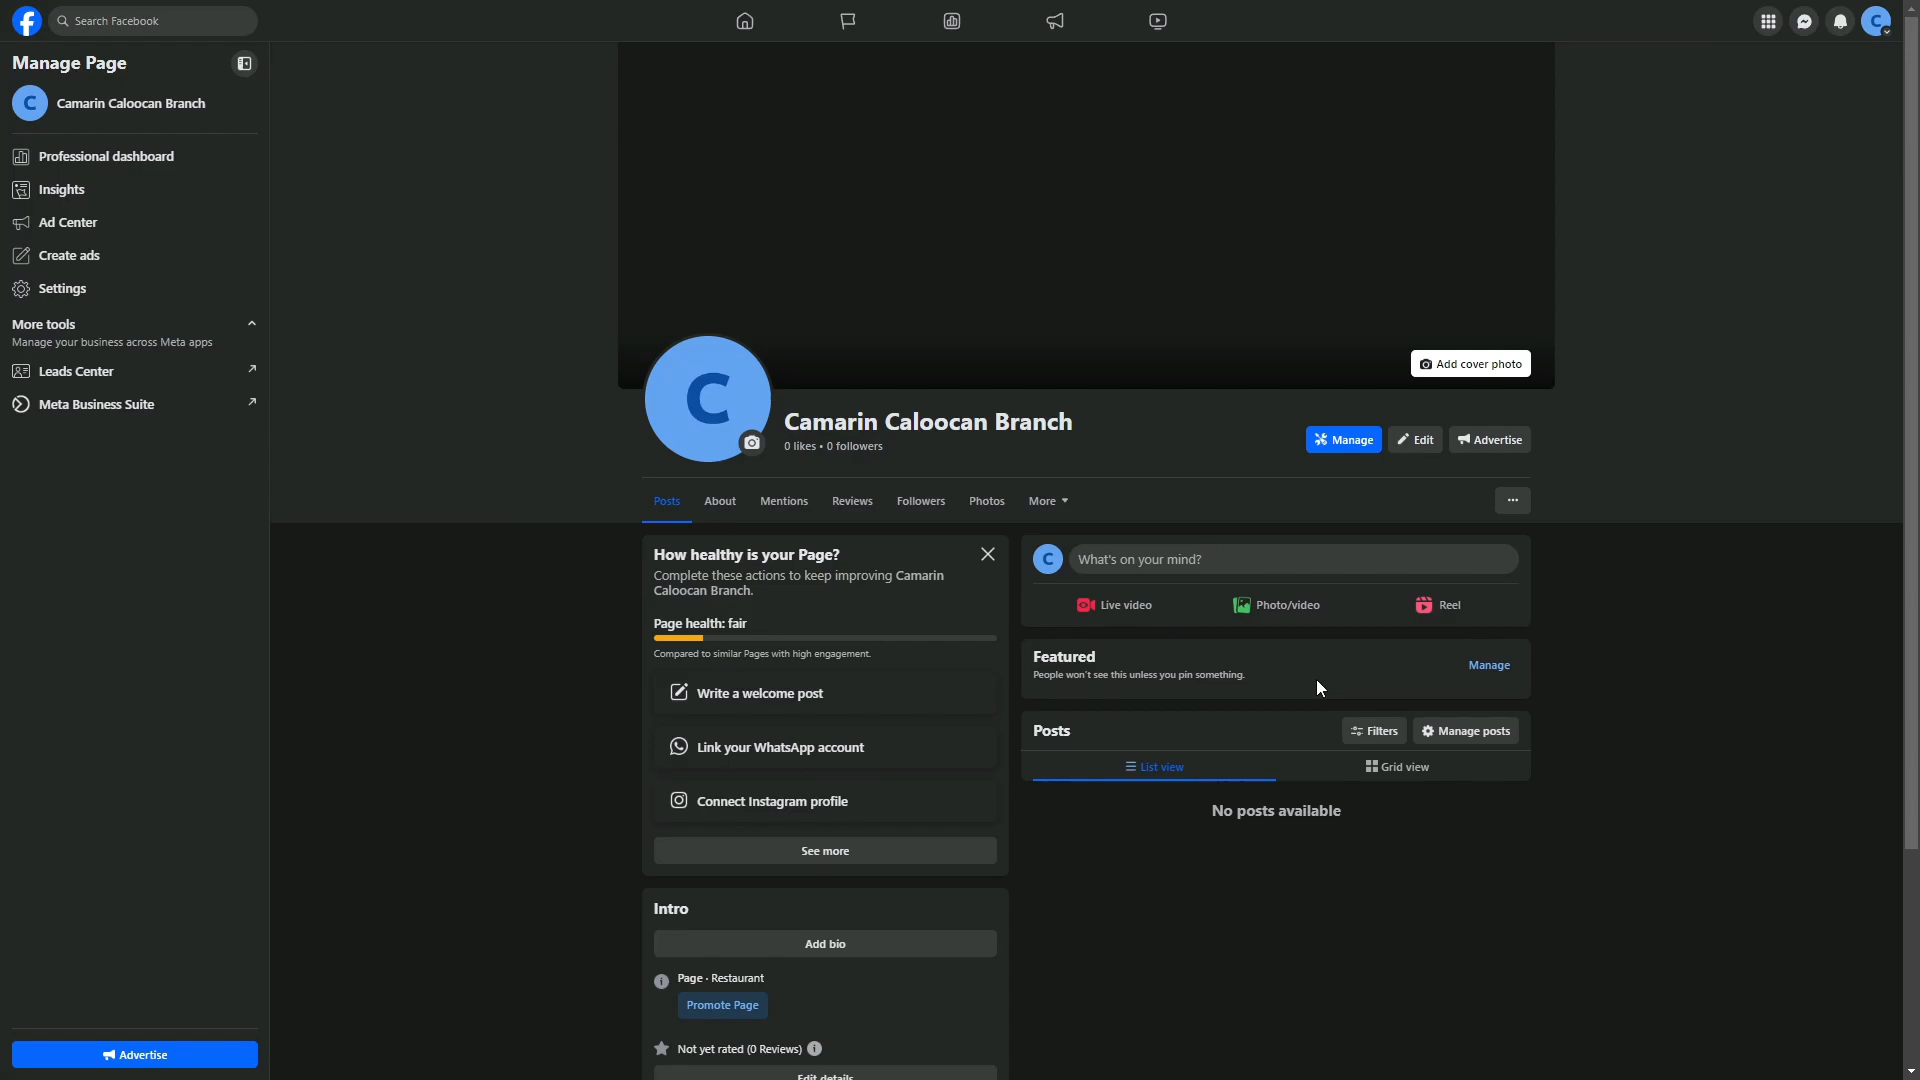 Search Facebook
C
Manage Page
C Camarin Caloocan Branch
Professional dashboard
Insights
Ad Center
Create ads
Settings
More tools
Manage your business across Meta apps
Leads Center
Meta Business Suite
Advertise
Add cover photo
C
Camarin Caloocan Branch
0 likes • 0 followers
Manage Edit Advertise
Posts About Mentions Reviews Followers Photos More
How healthy is your Page?
Complete these actions to keep improving Camarin
Caloocan Branch.
Page health: fair
Compared to similar Pages with high engagement.
Write a welcome post
Link your WhatsApp account
Connect Instagram profile
See more
Intro
Add bio
Page · Restaurant
Promote Page
Not yet rated (0 Reviews)
Edit details
C What's on your mind?
Live video Photo/video Reel
Featured
People won't see this unless you pin something.
Manage
Posts Filters Manage posts
List view Grid view
No posts available